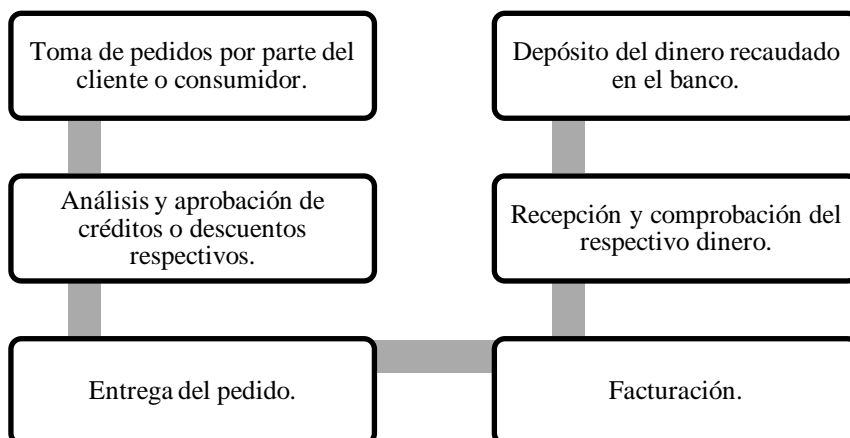 Toma de pedidos por parte del
cliente o consumidor.
Análisis y aprobación de
créditos o descuentos
respectivos.
Entrega del pedido.
Facturación.
Recepción y comprobación del
respectivo dinero.
Depósito del dinero recaudado
en el banco.